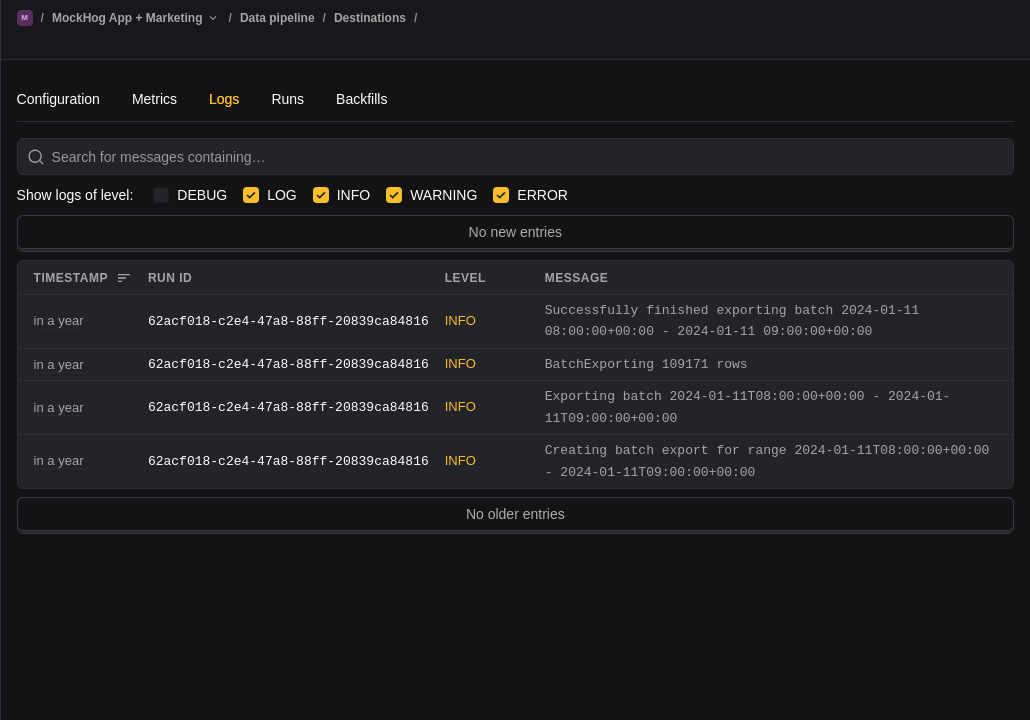 M / MockHog App + Marketing / Data pipeline / Destinations /
Configuration Metrics Logs Runs Backfills
Search for messages containing…
Show logs of level: DEBUG LOG INFO WARNING ERROR
No new entries
TIMESTAMP RUN ID LEVEL MESSAGE
in a year 62acf018-c2e4-47a8-88ff-20839ca84816 INFO Successfully finished exporting batch 2024-01-11
08:00:00+00:00 - 2024-01-11 09:00:00+00:00
in a year 62acf018-c2e4-47a8-88ff-20839ca84816 INFO BatchExporting 109171 rows
in a year 62acf018-c2e4-47a8-88ff-20839ca84816 INFO Exporting batch 2024-01-11T08:00:00+00:00 - 2024-01-
11T09:00:00+00:00
in a year 62acf018-c2e4-47a8-88ff-20839ca84816 INFO Creating batch export for range 2024-01-11T08:00:00+00:00
- 2024-01-11T09:00:00+00:00
No older entries